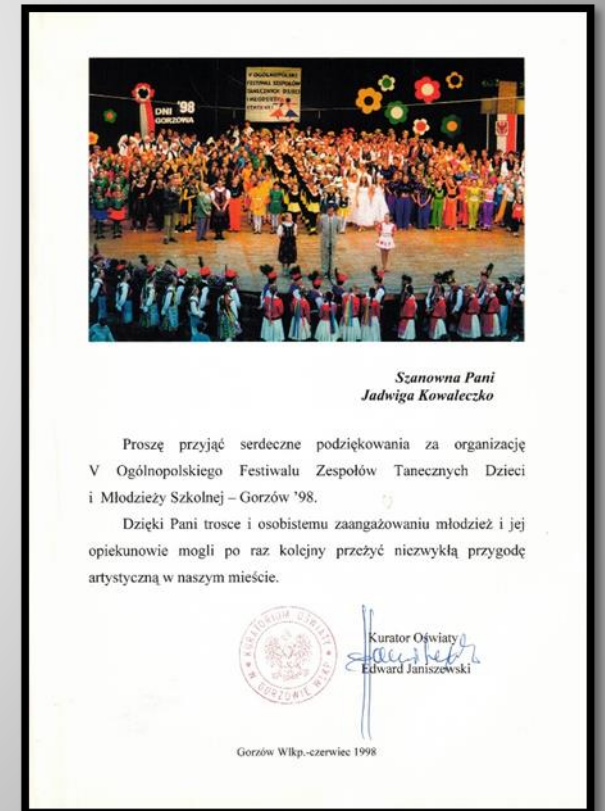 DNI '98
GORZOWA
V OGÓLNOPOLSKI
FESTIWAL ZESPOŁÓW
TANECZNYCH DZIECI
I MŁODZIEŻY
Szanowna Pani
Jadwiga Kowaleczko
Proszę przyjąć serdeczne podziękowania za organizację
V Ogólnopolskiego Festiwalu Zespołów Tanecznych Dzieci
i Młodzieży Szkolnej – Gorzów '98.
Dzięki Pani trosce i osobistemu zaangażowaniu młodzież i jej
opiekunowie mogli po raz kolejny przeżyć niezwykłą przygodę
artystyczną w naszym mieście.
KURATORIUM OŚWIATY
W GORZOWIE WLKP
Kurator Oświaty
Edward Janiszewski
Gorzów Wlkp.-czerwiec 1998